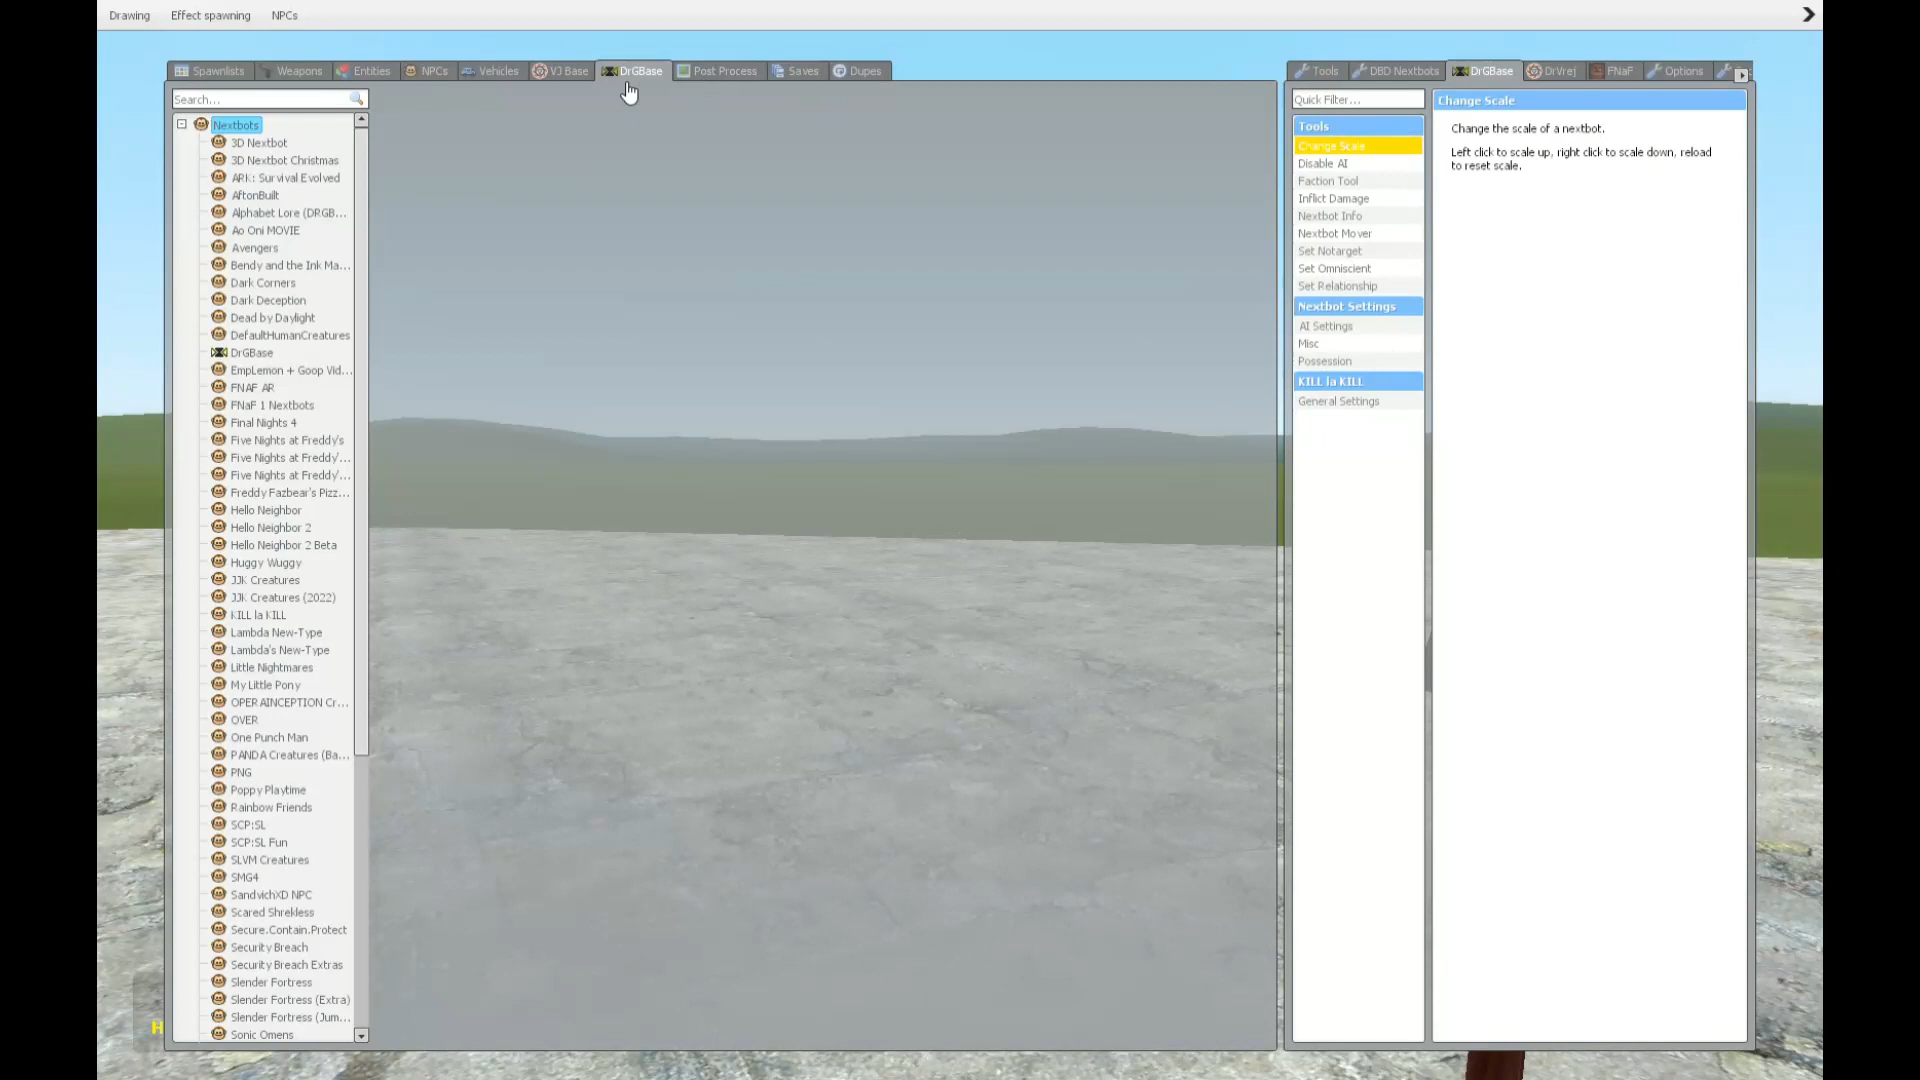 Drawing Effect spawning NPCs
Spawnlists Weapons Entities NPCs Vehicles VJ Base DrGBase Post Process Saves Dupes
Search...
Nextbots
3D Nextbot
3D Nextbot Christmas
ARK: Survival Evolved
AftonBuilt
Alphabet Lore (DRGB...
Ao Oni MOVIE
Avengers
Bendy and the Ink Ma...
Dark Corners
Dark Deception
Dead by Daylight
DefaultHumanCreatures
DrGBase
EmpLemon + Goop Vid...
FNAF AR
FNaF 1 Nextbots
Final Nights 4
Five Nights at Freddy's
Five Nights at Freddy'...
Five Nights at Freddy'...
Freddy Fazbear's Pizz...
Hello Neighbor
Hello Neighbor 2
Hello Neighbor 2 Beta
Huggy Wuggy
JJK Creatures
JJK Creatures (2022)
KILL la KILL
Lambda New-Type
Lambda's New-Type
Little Nightmares
My Little Pony
OPERAINCEPTION Cr...
OVER
One Punch Man
PANDA Creatures (Ba...
PNG
Poppy Playtime
Rainbow Friends
SCP:SL
SCP:SL Fun
SLVM Creatures
SMG4
SandvichXD NPC
Scared Shrekless
Secure.Contain.Protect
Security Breach
Security Breach Extras
Slender Fortress
Slender Fortress (Extra)
Slender Fortress (Jum...
Sonic Omens
H
Tools DBD Nextbots DrGBase DrVrej FNaF Options
Quick Filter...
Tools
Change Scale
Disable AI
Faction Tool
Inflict Damage
Nextbot Info
Nextbot Mover
Set Notarget
Set Omniscient
Set Relationship
Nextbot Settings
AI Settings
Misc
Possession
KILL la KILL
General Settings
Change Scale
Change the scale of a nextbot.
Left click to scale up, right click to scale down, reload
to reset scale.